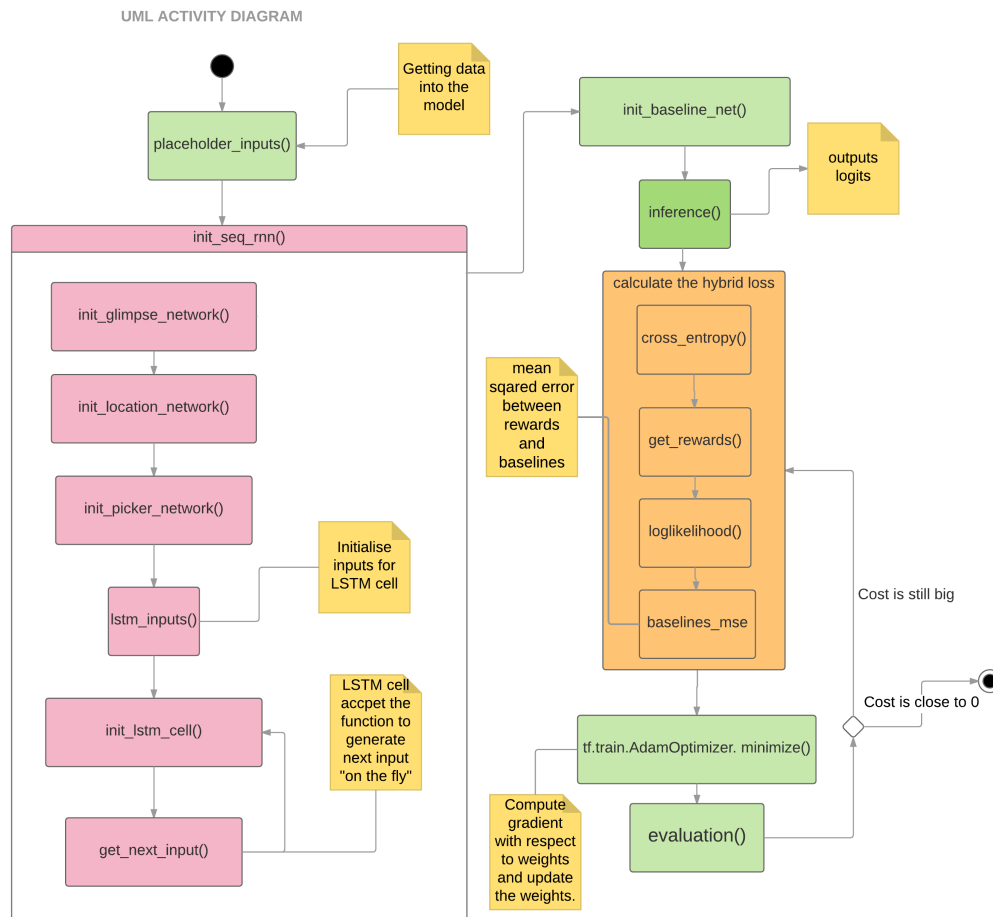 UML ACTIVITY DIAGRAM
Getting data
into the
model
placeholder_inputs()
init_seq_rnn()
init_glimpse_network()
init_location_network()
init_picker_network()
Initialise
inputs for
LSTM cell
lstm_inputs()
LSTM cell
accpet the
function to
generate
next input
"on the fly"
init_lstm_cell()
get_next_input()
init_baseline_net()
outputs
logits
inference()
calculate the hybrid loss
cross_entropy()
mean
sqared error
between
rewards
and
baselines
get_rewards()
loglikelihood()
baselines_mse
Cost is still big
Cost is close to 0
tf.train.AdamOptimizer. minimize()
Compute
gradient
with respect
to weights
and update
the weights.
evaluation()